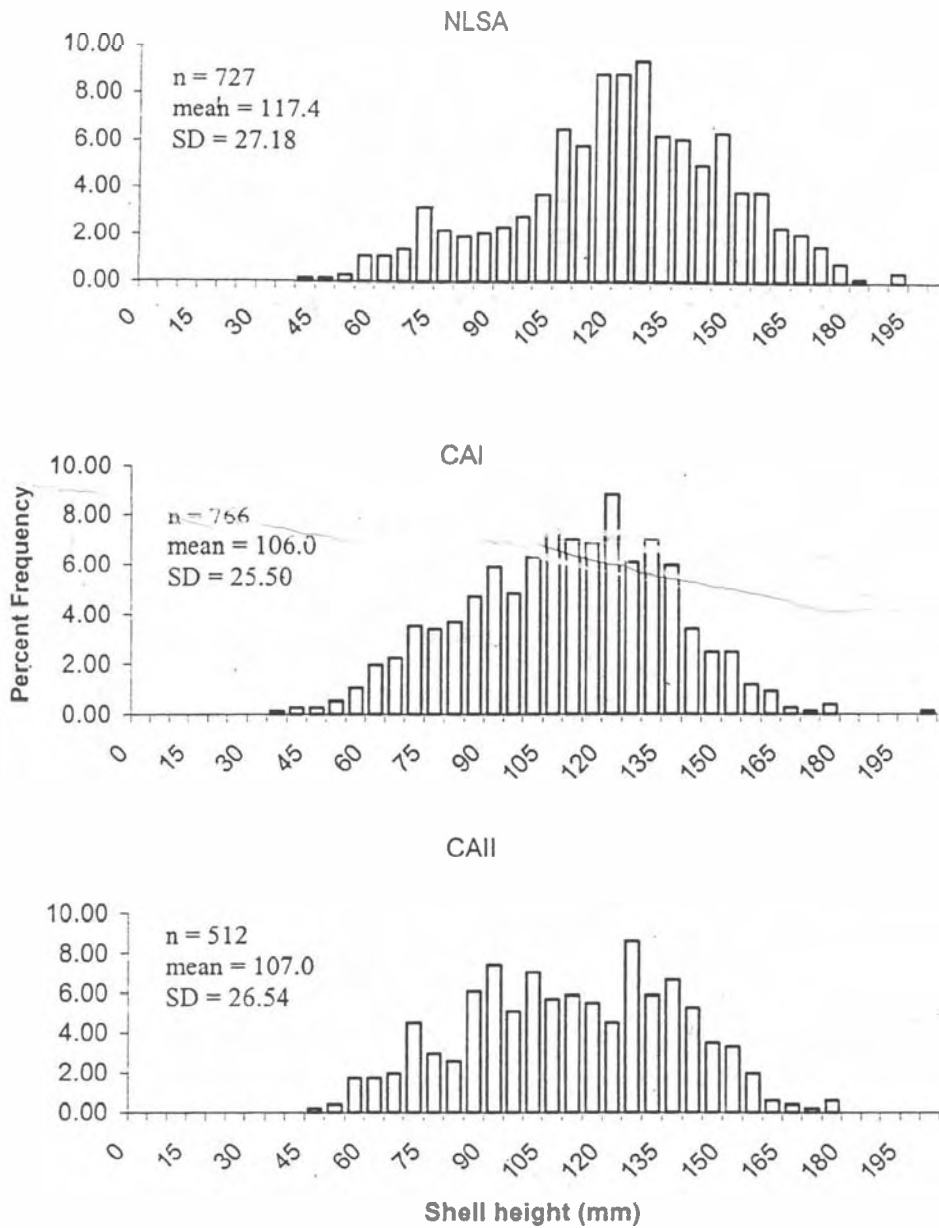 NLSA
10.00
8.00
6.00
4.00
2.00
0.00
n = 727
mean = 117.4
SD = 27.18
0 15 30 45 60 75 90 105 120 135 150 165 180 195
CAI
Percent Frequency
10.00
8.00
6.00
4.00
2.00
0.00
n = 766
mean = 106.0
SD = 25.50
0 15 30 45 60 75 90 105 120 135 150 165 180 195
CAII
10.00
8.00
6.00
4.00
2.00
0.00
n = 512
mean = 107.0
SD = 26.54
0 15 30 45 60 75 90 105 120 135 150 165 180 195
Shell height (mm)